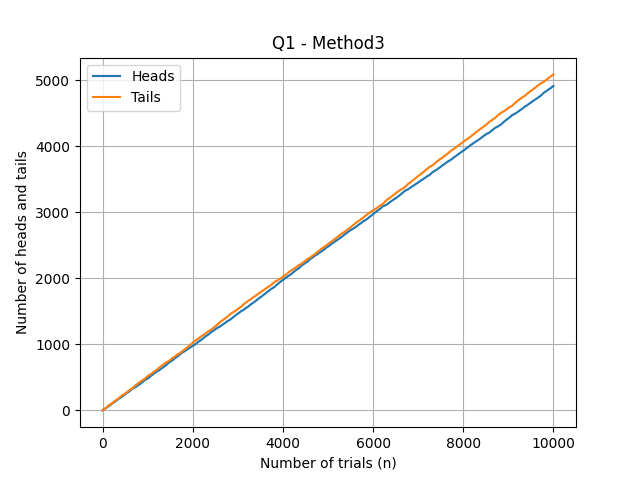 Q1 - Method3
Heads
Tails
Number of heads and tails
5000
4000
3000
2000
1000
0
0 2000 4000 6000 8000 10000
Number of trials (n)